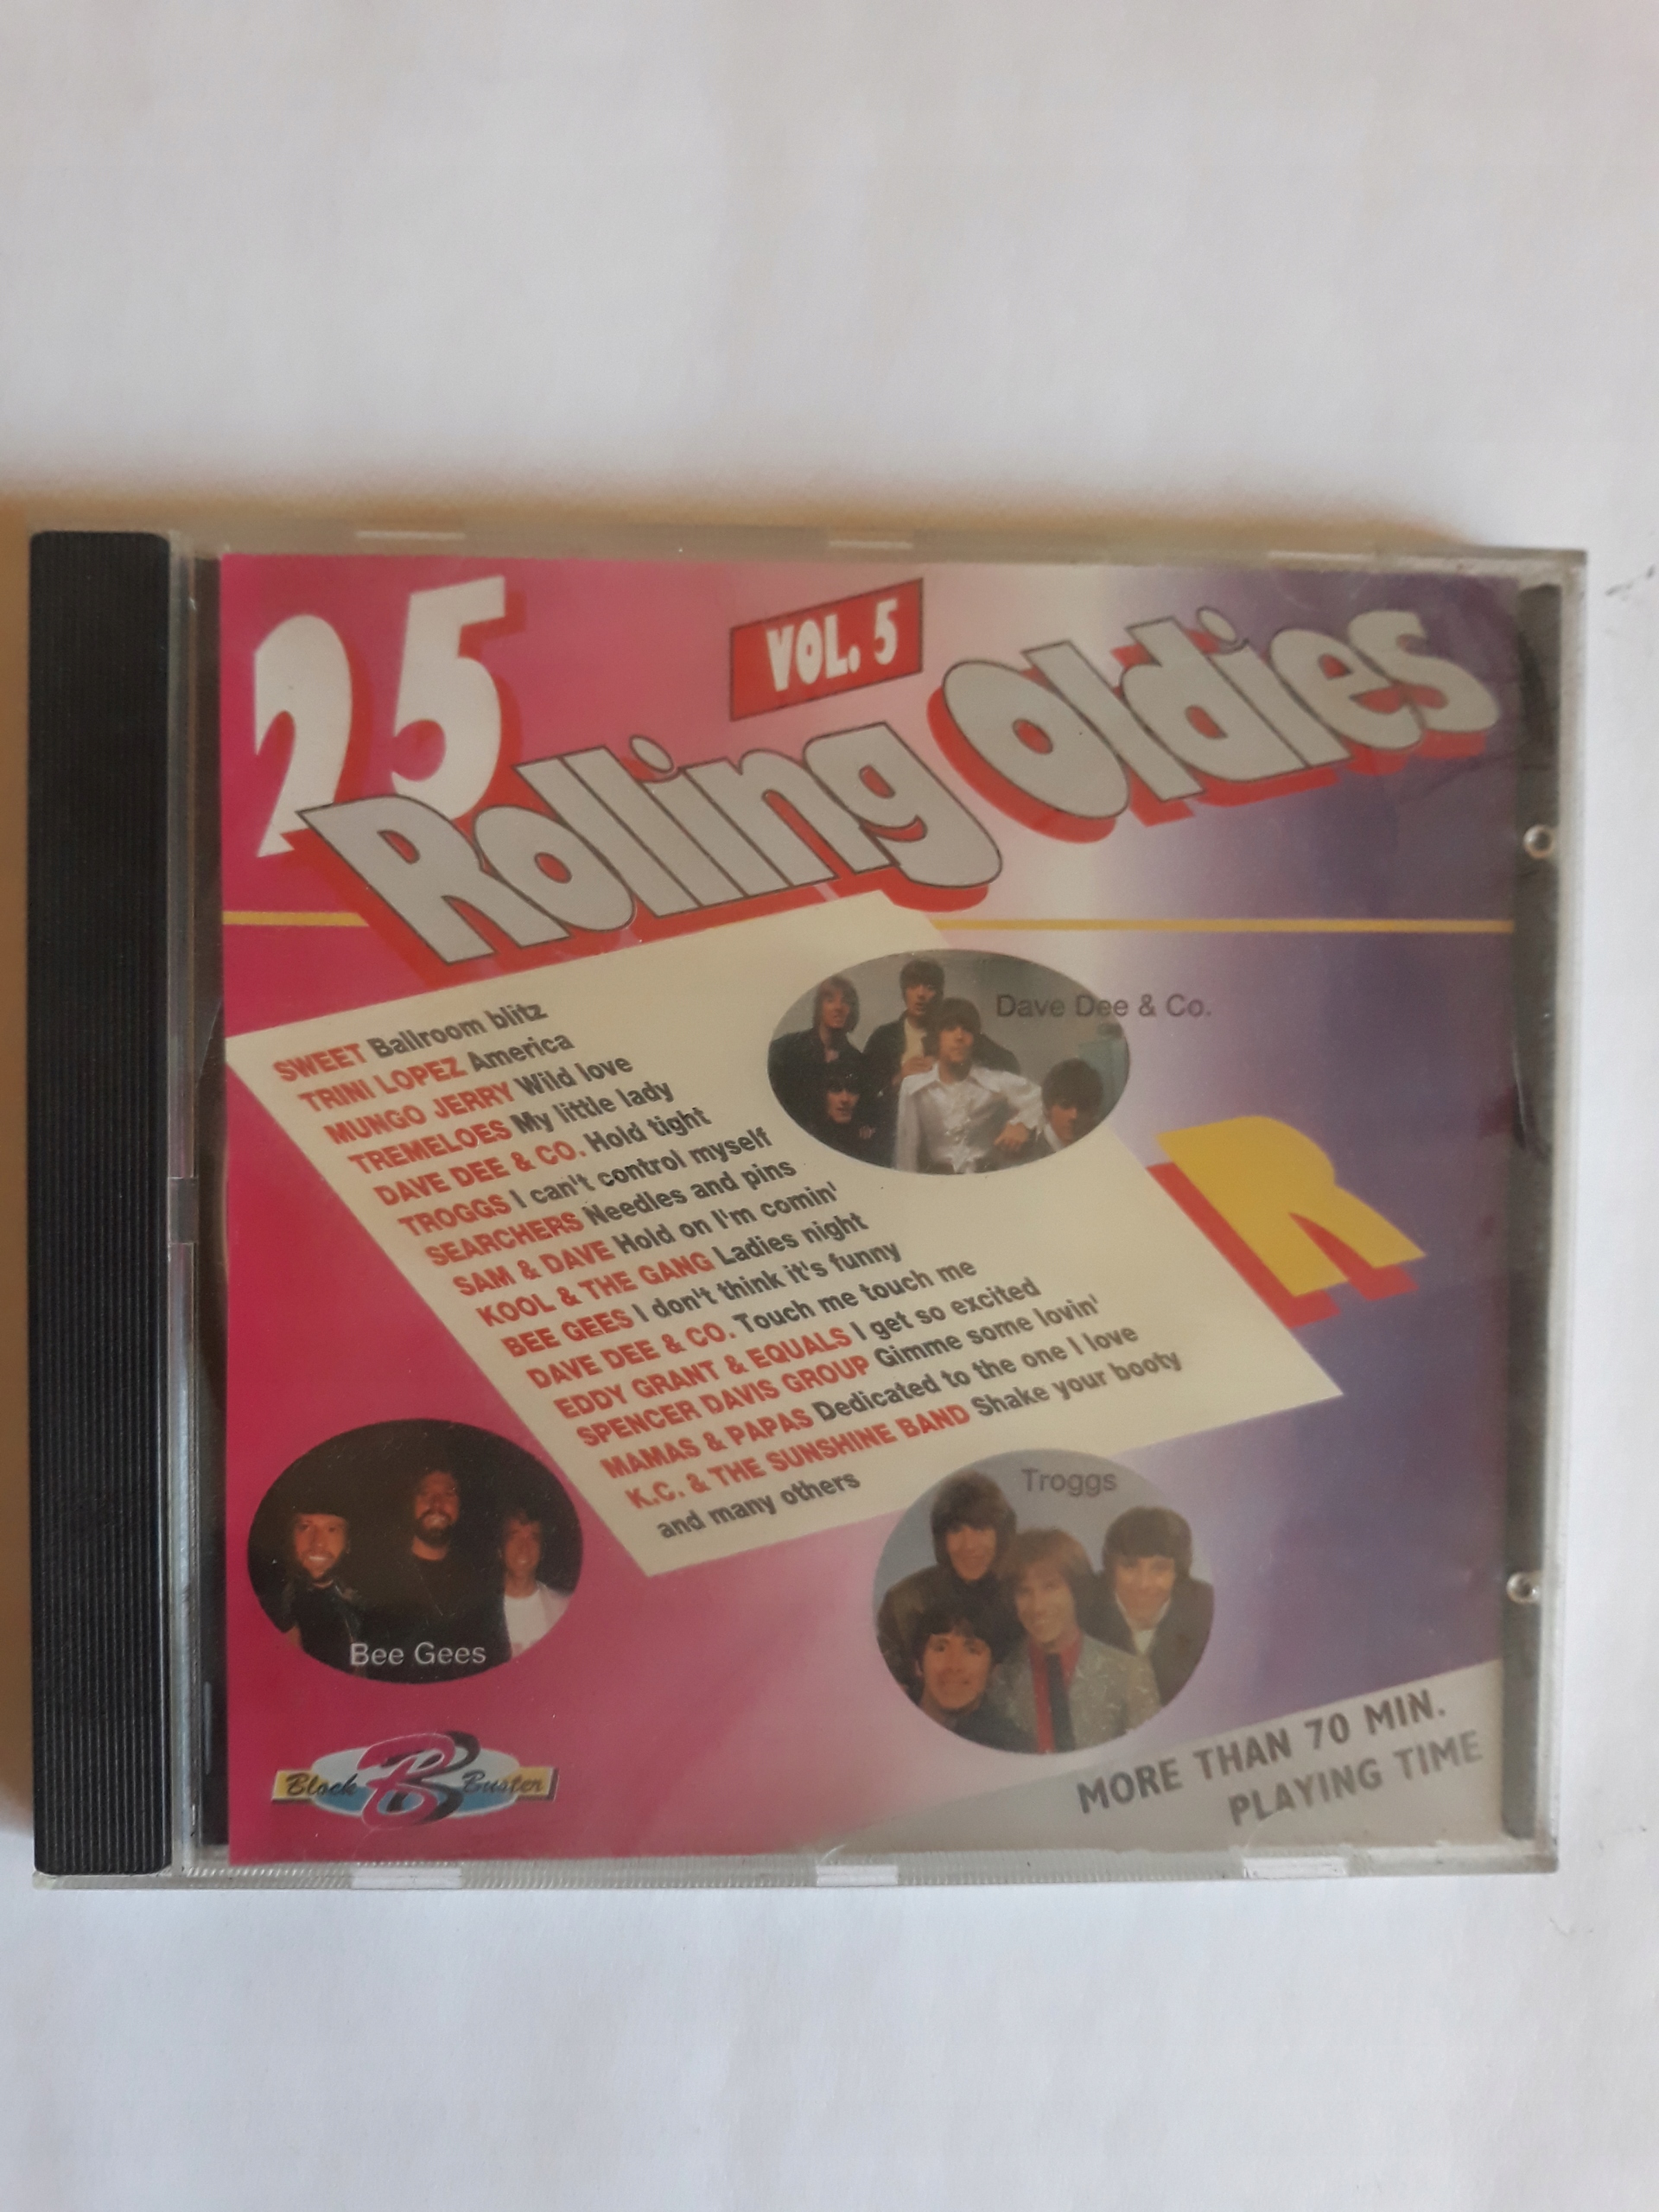 25
VOL. 5
Rolling Oldies
SWEET Ballroom blitz
TRINI LOPEZ America
MUNGO JERRY Wild love
TREMELOES My little lady
DAVE DEE & CO. Hold tight
TROGGS I can't control myself
SEARCHERS Needles and pins
SAM & DAVE Hold on I'm comin'
KOOL & THE GANG Ladies night
BEE GEES I don't think it's funny
DAVE DEE & CO. Touch me touch me
EDDY GRANT & EQUALS I get so excited
SPENCER DAVIS GROUP Gimme some lovin'
MAMAS & PAPAS Dedicated to the one I love
K.C. & THE SUNSHINE BAND Shake your booty
and many others
Dave Dee & Co.
R
Bee Gees
Troggs
Block B Buster
MORE THAN 70 MIN.
PLAYING TIME